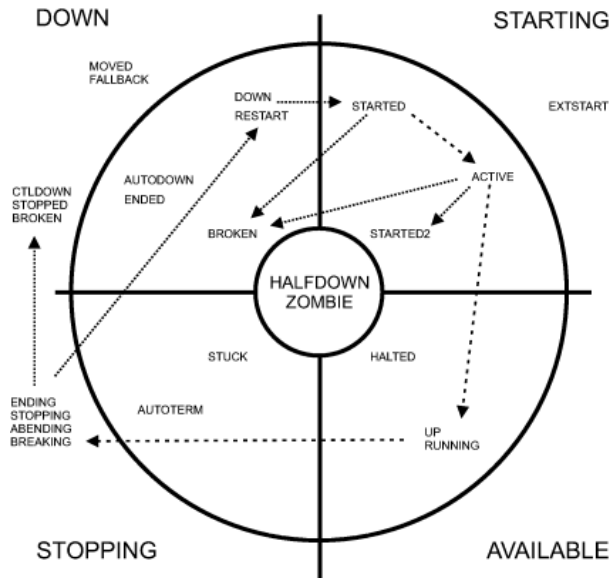 DOWN
STARTING
MOVED
FALLBACK
DOWN
RESTART
STARTED
EXTSTART
AUTODOWN
ENDED
ACTIVE
CTLDOWN
STOPPED
BROKEN
BROKEN
STARTED2
HALFDOWN
ZOMBIE
STUCK
HALTED
ENDING
STOPPING
ABENDING
BREAKING
AUTOTERM
UP
RUNNING
STOPPING
AVAILABLE